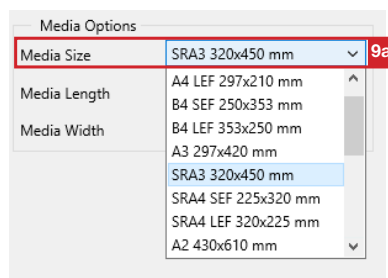 Media Options
Media Size SRA3 320x450 mm 9a
A4 LEF 297x210 mm
Media Length B4 SEF 250x353 mm
Media Width B4 LEF 353x250 mm
A3 297x420 mm
SRA3 320x450 mm
SRA4 SEF 225x320 mm
SRA4 LEF 320x225 mm
A2 430x610 mm